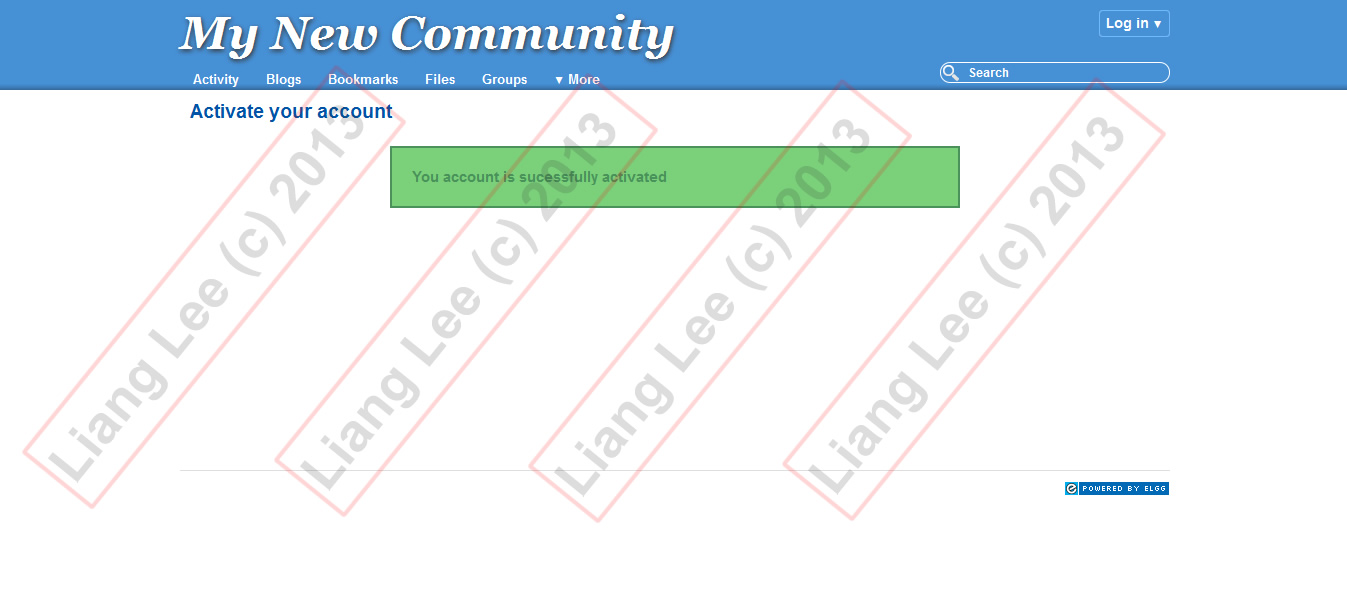 My New Community
Log in ▼
Activity Blogs Bookmarks Files Groups ▼ More
Search
Activate your account
You account is sucessfully activated
Liang Lee (c) 2013
Liang Lee (c) 2013
Liang Lee (c) 2013
Liang Lee (c) 2013
POWERED BY ELGG